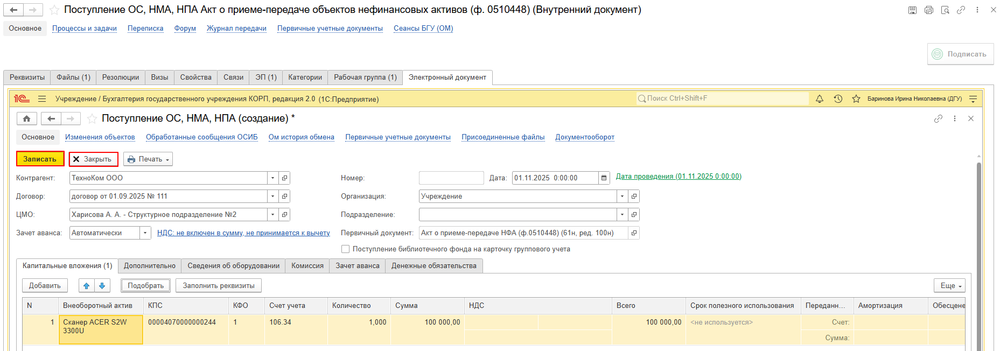 Поступление ОС, НМА, НПА Акт о приеме-передаче объектов нефинансовых активов (ф. 0510448) (Внутренний документ)
Основное Процессы и задачи Переписка Форум Журнал передачи Первичные учетные документы Сеансы БГУ (ОМ)
Подписать
Реквизиты Файлы (1) Резолюции Визы Свойства Связи ЭП (1) Категории Рабочая группа (1) Электронный документ
1С Учреждение / Бухгалтерия государственного учреждения КОРП, редакция 2.0 (1С:Предприятие) Поиск Ctrl+Shift+F Баринова Ирина Николаевна (ДГУ)
Поступление ОС, НМА, НПА (создание) *
Основное Изменения объектов Обработанные сообщения ОСИБ Ом история обмена Первичные учетные документы Присоединенные файлы Документооборот
Записать Закрыть Печать
Контрагент: ТехноКом ООО Номер: Дата: 01.11.2025 0:00:00 Дата проведения (01.11.2025 0:00:00)
Договор: договор от 01.09.2025 № 111 Организация: Учреждение
ЦМО: Харисова А. А. - Структурное подразделение №2 Подразделение:
Зачет аванса: Автоматически НДС: не включен в сумму, не принимается к вычету Первичный документ: Акт о приеме-передаче НФА (ф.0510448) (61н, ред. 100н)
Поступление библиотечного фонда на карточку группового учета
Капитальные вложения (1) Дополнительно Сведения об оборудовании Комиссия Зачет аванса Денежные обязательства
Добавить Подобрать Заполнить реквизиты Еще
N Внеоборотный актив КПС КФО Счет учета Количество Сумма НДС Всего Срок полезного использования Переданн... Амортизация Обесцене
1 Сканер ACER S2W 00004070000000244 1 106.34 1,000 100 000,00 100 000,00 <не используется> Счет:
3300U
Сумма: